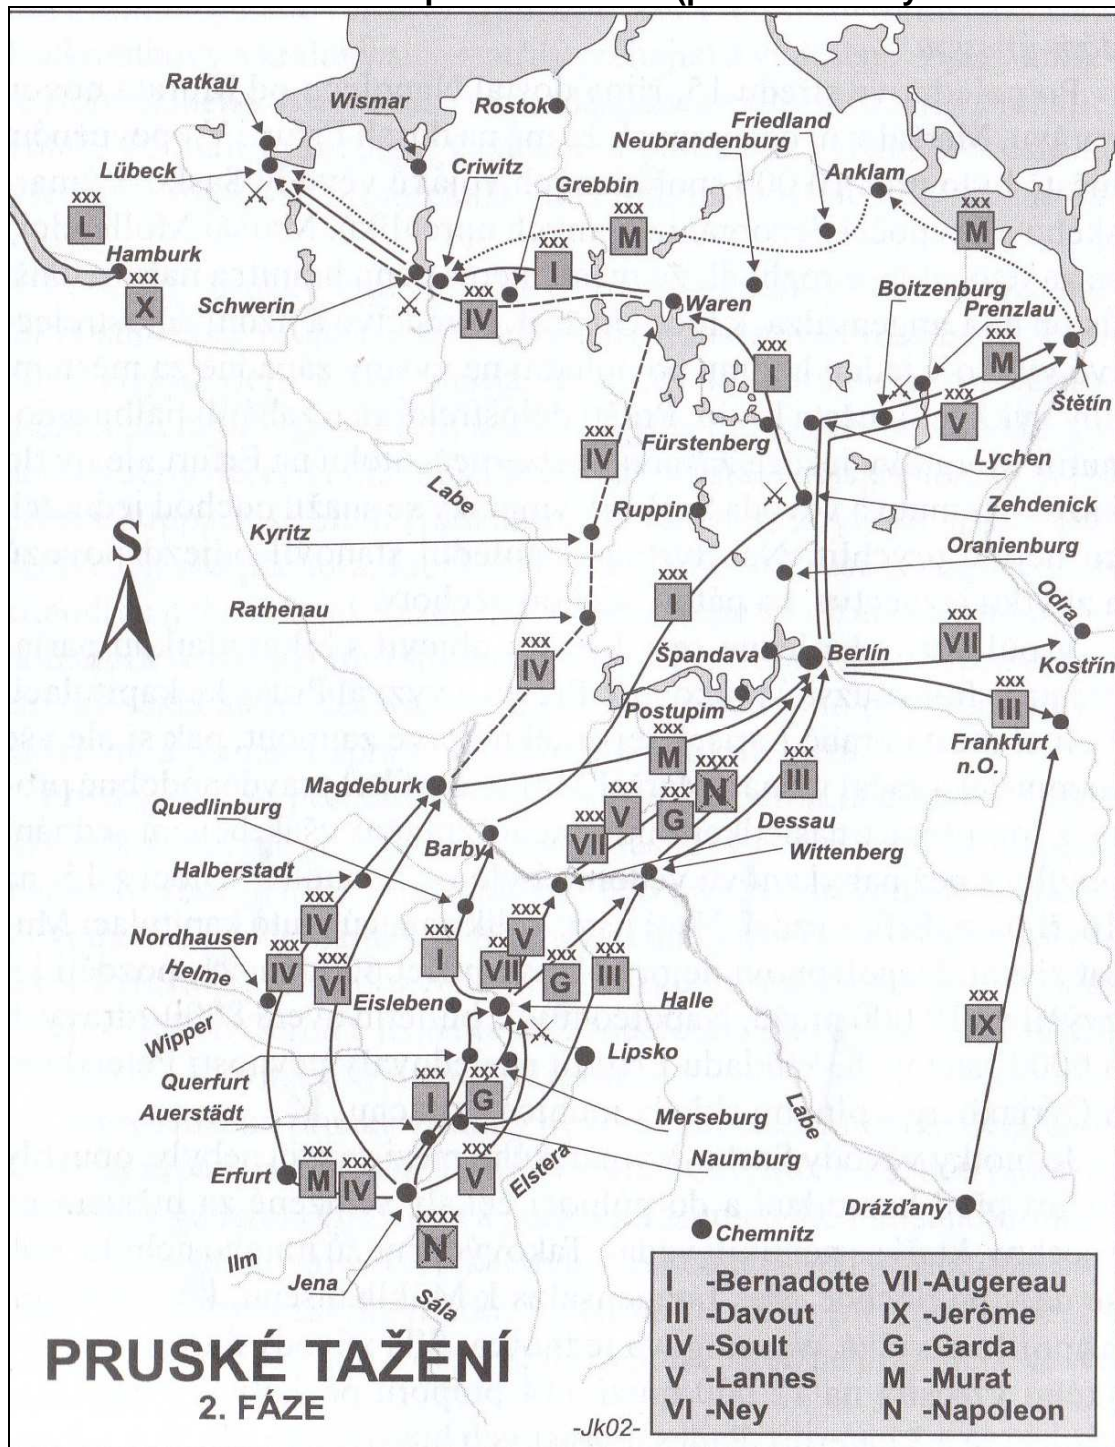 Ratkau
Wismar
Rostok
Friedland
Neubrandenburg
Lübeck
Criwitz
Grebbin
Anklam
xxx
L
xxx
M
xxx
M
Hamburk
xxx
X
xxx
I
Schwerin
xxx
IV
Waren
Boitzenburg
Prenzlau
xxx
M
xxx
I
Štětín
xxx
V
Fürstenberg
xxx
IV
Lychen
Labe
Ruppin
Zehdenick
Kyritz
Oranienburg
S
xxx
I
Odra
Rathenau
xxx
VII
xxx
IV
Špandava
Berlín
Kostřín
Postupim
xxx
III
Frankfurt
n.O.
xxx
M
xxxx
N
xxx
III
Magdeburk
Quedlinburg
xxx
V
xxx
G
Dessau
xxx
VII
Barby
Wittenberg
Halberstadt
xxx
IV
Nordhausen
xxx
IV
xxx
VI
xxx
I
xxx
V
xxx
VII
xxx
G
xxx
III
Helme
Eisleben
Halle
xxx
IX
Wipper
Lipsko
Querfurt
xxx
I
xxx
G
Auerstädt
Merseburg
Labe
Naumburg
Erfurt
xxx
M
xxx
IV
xxx
V
Elstera
Drážďany
xxxx
N
Chemnitz
Ilm
Jena
Sála
I -Bernadotte VII -Augereau
III -Davout IX -Jerôme
IV -Soult G -Garda
V -Lannes M -Murat
VI -Ney N -Napoleon
PRUSKÉ TAŽENÍ
2. FÁZE
-Jk02-